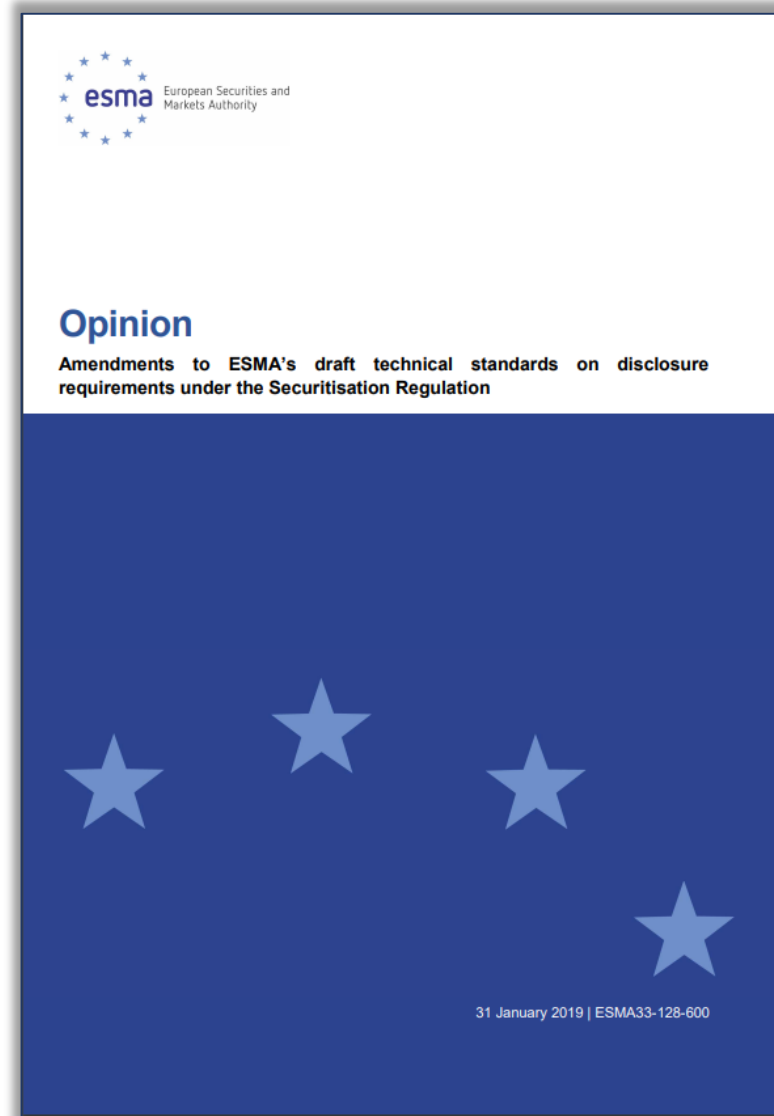 esma
European Securities and
Markets Authority
Opinion
Amendments to ESMA's draft technical standards on disclosure
requirements under the Securitisation Regulation
31 January 2019 | ESMA33-128-600